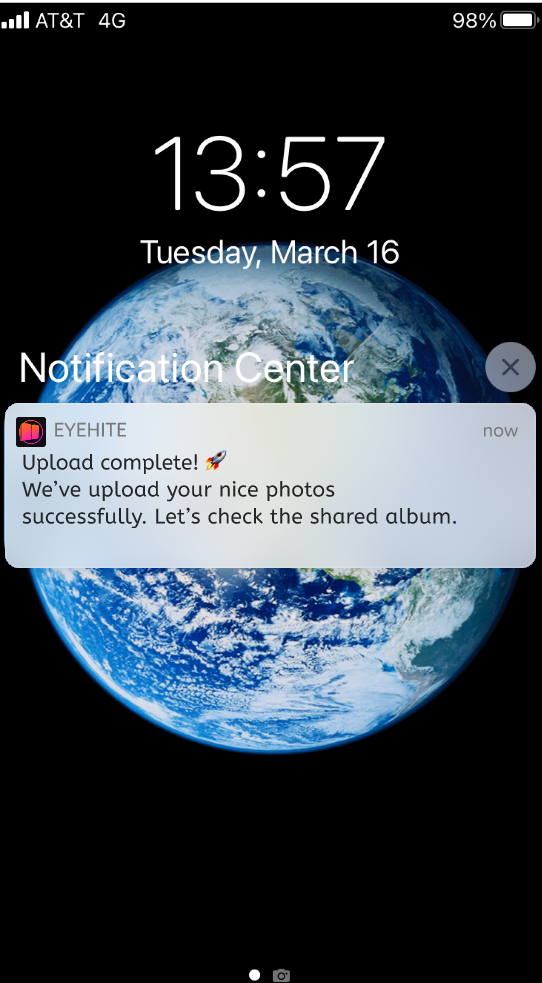 AT&T 4G 98%
13:57
Tuesday, March 16
Notification Center
EYEHITE now
Upload complete! 🚀
We’ve upload your nice photos
successfully. Let’s check the shared album.